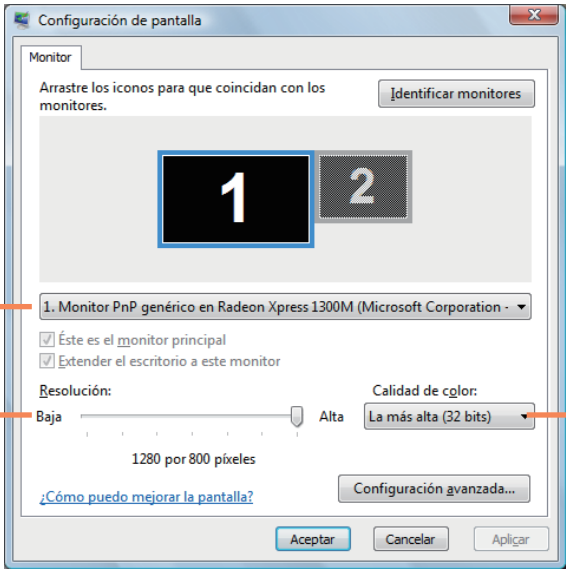 Configuración de pantalla
Monitor
Arrastre los iconos para que coincidan con los
monitores.
Identificar monitores
1
2
1. Monitor PnP genérico en Radeon Xpress 1300M (Microsoft Corporation -
Éste es el monitor principal
Extender el escritorio a este monitor
Resolución:
Calidad de color:
Baja
Alta
La más alta (32 bits)
1280 por 800 píxeles
¿Cómo puedo mejorar la pantalla?
Configuración avanzada...
Aceptar
Cancelar
Aplicar